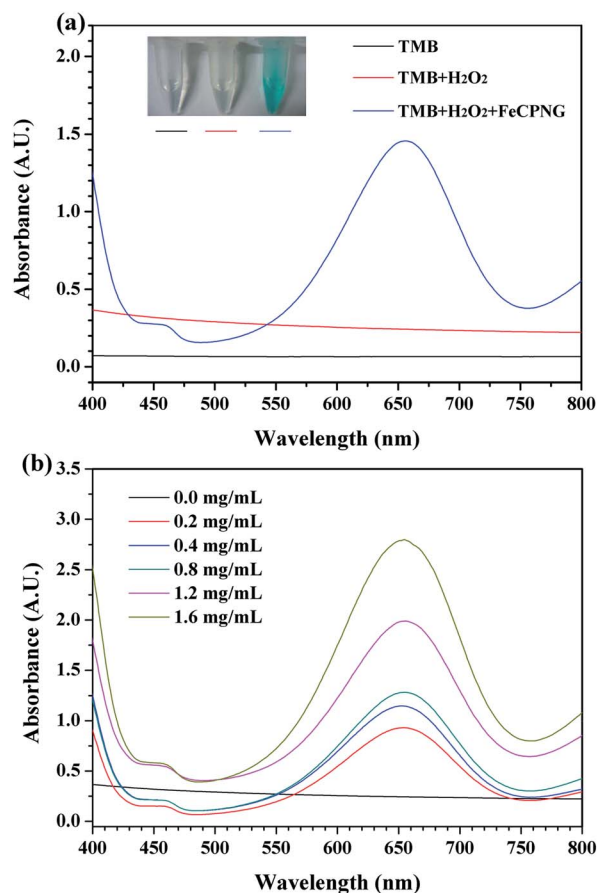 (a)
2.0
1.5
1.0
0.5
0.0
Absorbance (A.U.)
TMB
TMB+H₂O₂
TMB+H₂O₂+FeCPNG
400 450 500 550 600 650 700 750 800
Wavelength (nm)
(b)
3.5
3.0
2.5
2.0
1.5
1.0
0.5
0.0
Absorbance (A.U.)
0.0 mg/mL
0.2 mg/mL
0.4 mg/mL
0.8 mg/mL
1.2 mg/mL
1.6 mg/mL
400 450 500 550 600 650 700 750 800
Wavelength (nm)